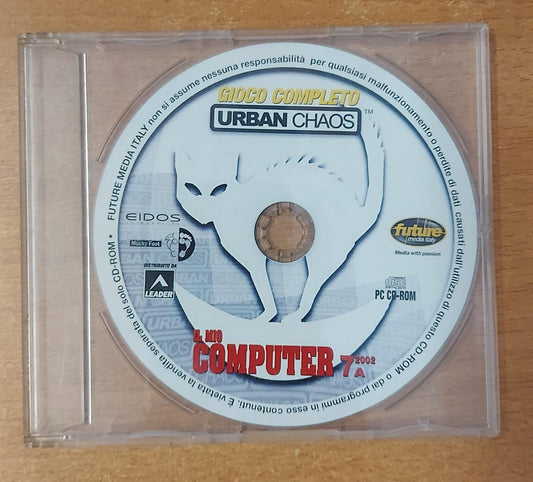 FUTURE MEDIA ITALY non si assume nessuna responsabilità per qualsiasi malfunzionamento o perdite di dati causati dall'utilizzo di questo CD-ROM o dai programmi in esso contenuti. È vietata la vendita separata del solo CD-ROM •
GIOCO COMPLETO
URBAN CHAOS™
EIDOS
Mucky Foot
DISTRIBUITO DA
LEADER
future
media italy
Media with passion
PC CD-ROM
IL MIO
COMPUTER 7 2002
A